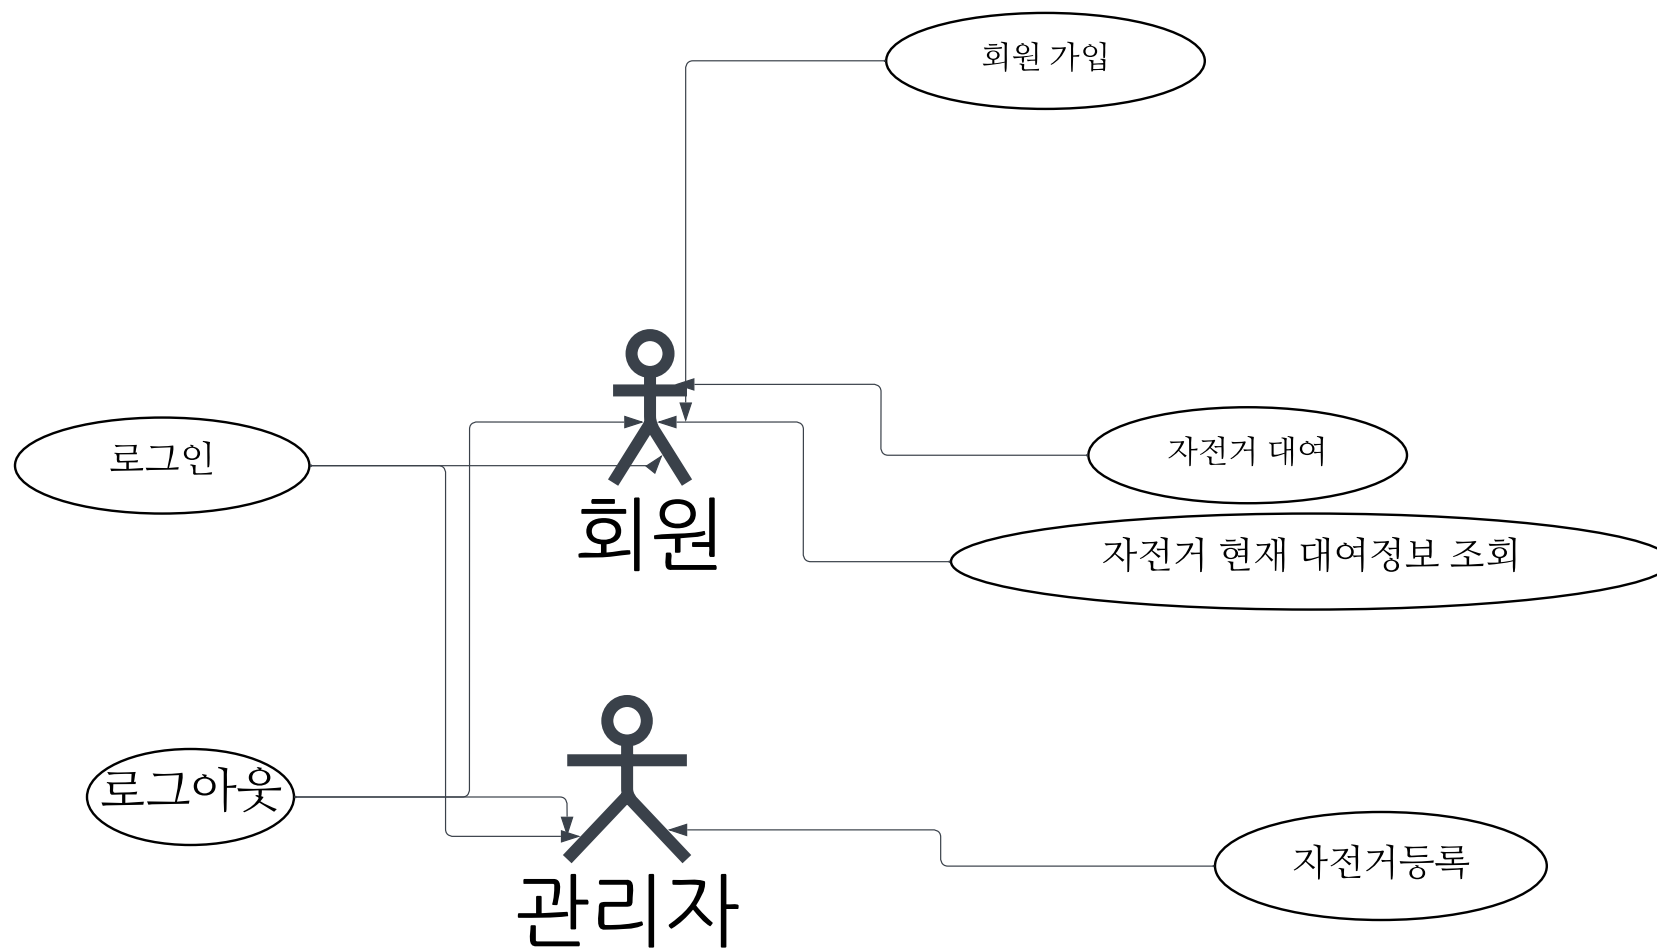 회원 가입
로그인
자전거 대여
회원
자전거 현재 대여정보 조회
로그아웃
자전거등록
관리자